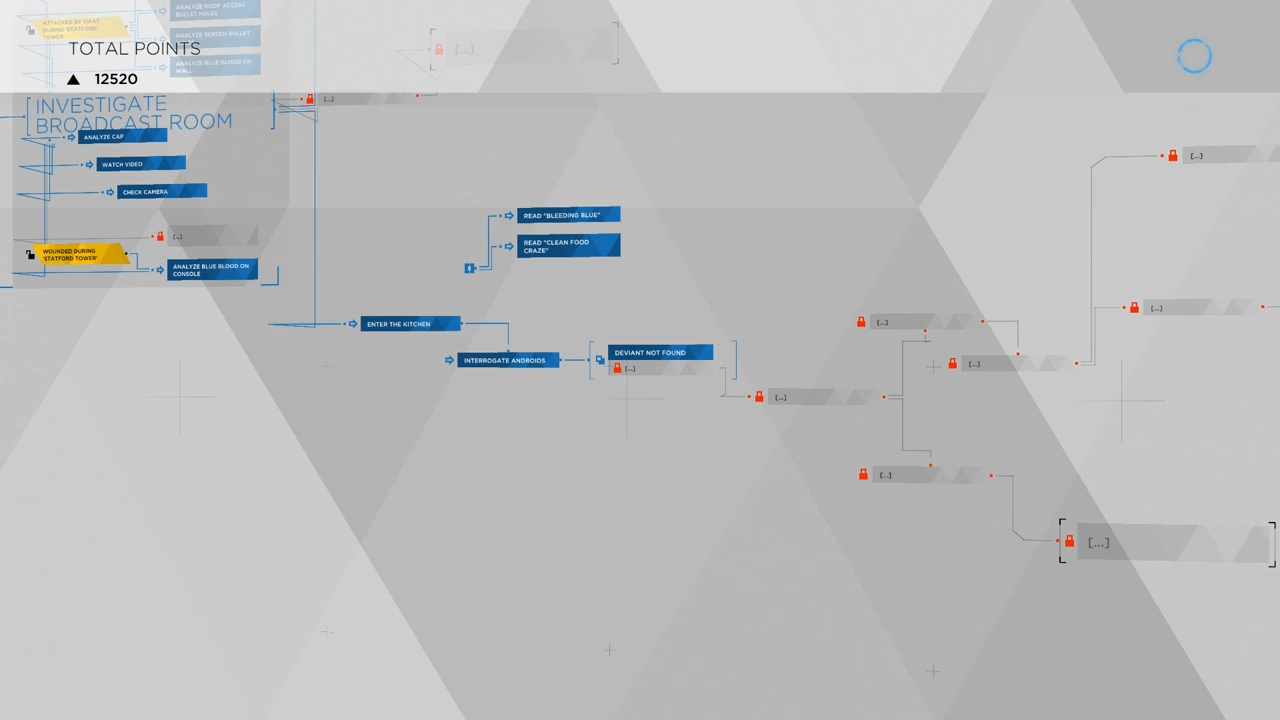 ANALYZE ROOF ACCESS
BULLET HOLES
ATTACKED BY SWAT
DURING 'STATFORD
TOWER'
ANALYZE SCREEN BULLET
ANALYZE BLUE BLOOD ON
WALL
TOTAL POINTS
12520
INVESTIGATE
BROADCAST ROOM
ANALYZE CAP
WATCH VIDEO
CHECK CAMERA
[...]
WOUNDED DURING
'STATFORD TOWER'
ANALYZE BLUE BLOOD ON
CONSOLE
[...]
[...]
READ "BLEEDING BLUE"
READ "CLEAN FOOD
CRAZE"
ENTER THE KITCHEN
INTERROGATE ANDROIDS
DEVIANT NOT FOUND
[...]
[...]
[...]
[...]
[...]
[...]
[...]
[...]